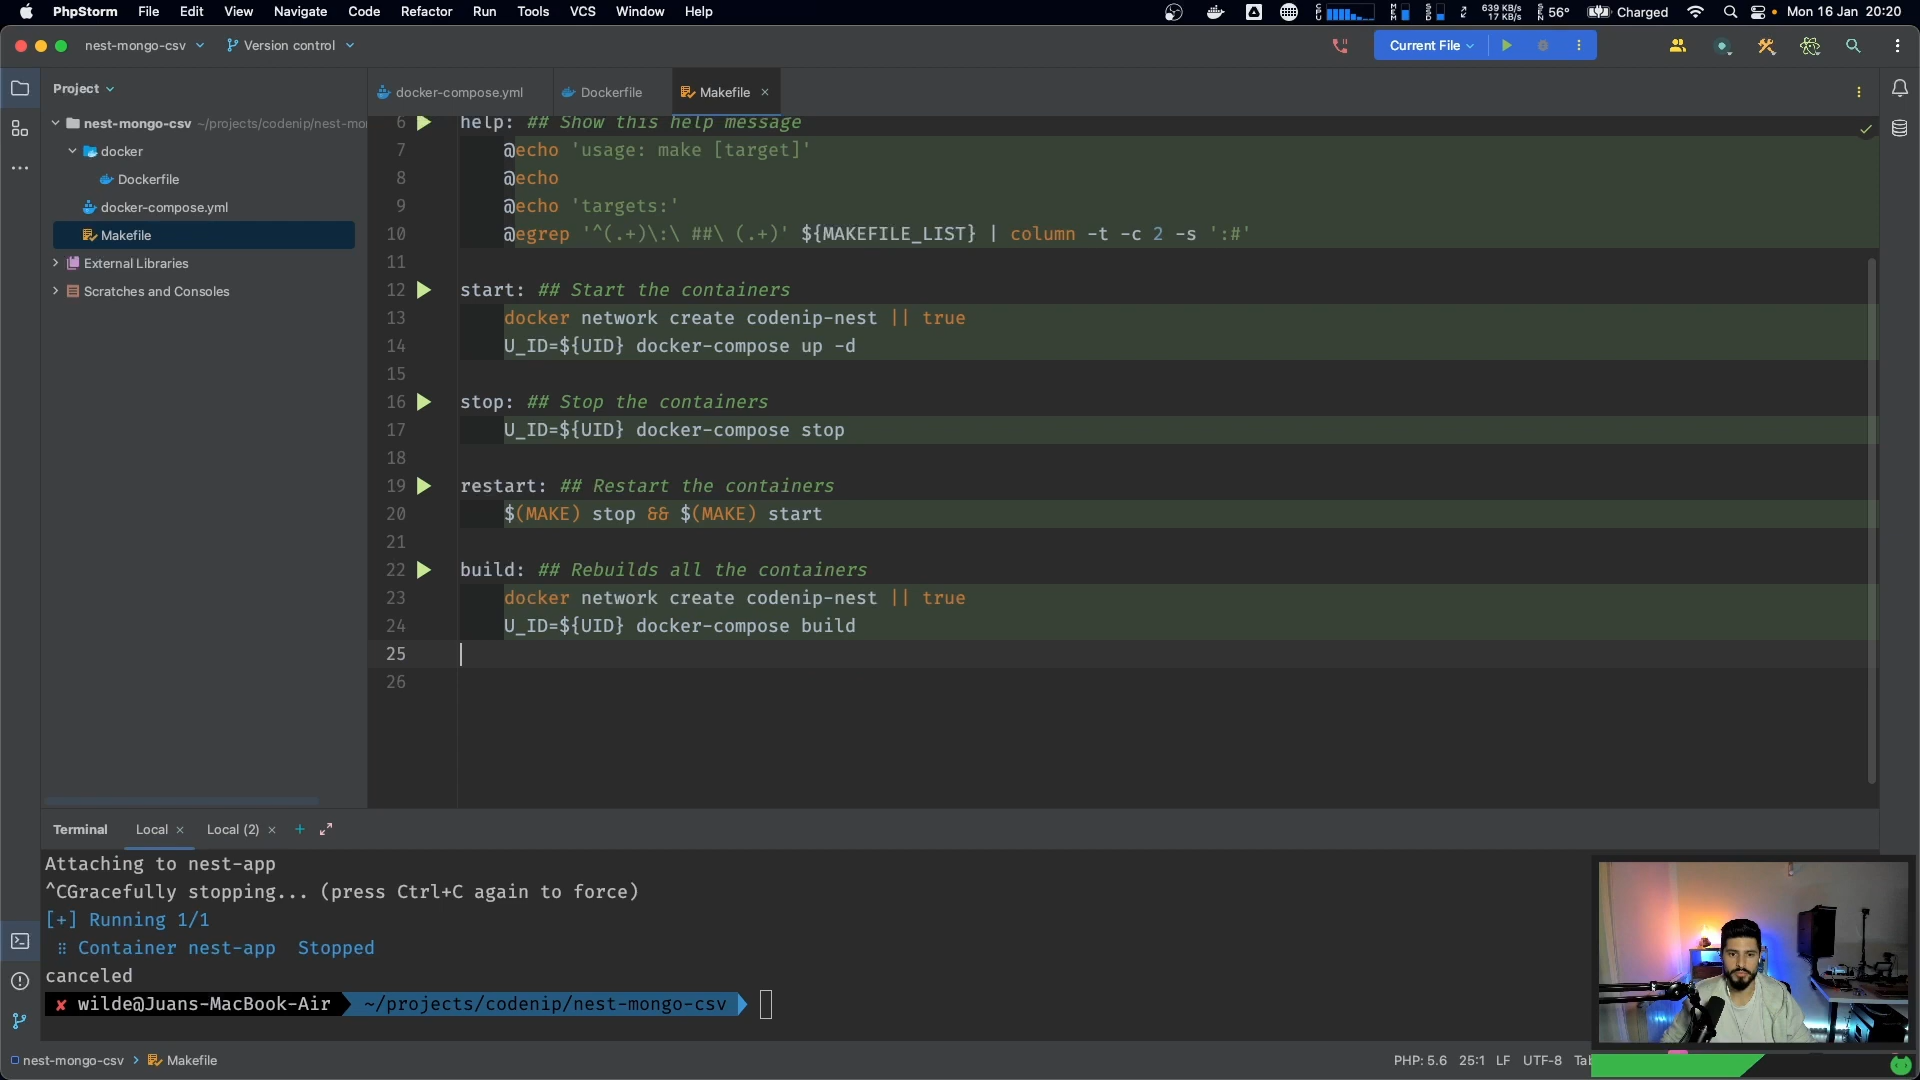 PhpStorm File Edit View Navigate Code Refactor Run Tools VCS Window Help
639 KB/s
17 KB/s
56° Charged Mon 16 Jan 20:20
nest-mongo-csv Version control Current File
Project
docker-compose.yml Dockerfile Makefile ×
nest-mongo-csv ~/projects/codenip/nest-mo
docker
Dockerfile
docker-compose.yml
Makefile
External Libraries
Scratches and Consoles
6 help: ## Show this help message
7 @echo 'usage: make [target]'
8 @echo
9 @echo 'targets:'
10 @egrep '^(.+)\:\ ##\ (.+)' ${MAKEFILE_LIST} | column -t -c 2 -s ':#'
11
12 start: ## Start the containers
13 docker network create codenip-nest || true
14 U_ID=${UID} docker-compose up -d
15
16 stop: ## Stop the containers
17 U_ID=${UID} docker-compose stop
18
19 restart: ## Restart the containers
20 $(MAKE) stop && $(MAKE) start
21
22 build: ## Rebuilds all the containers
23 docker network create codenip-nest || true
24 U_ID=${UID} docker-compose build
25
26
Terminal Local × Local (2) × +
Attaching to nest-app
^CGracefully stopping... (press Ctrl+C again to force)
[+] Running 1/1
⠿ Container nest-app Stopped
canceled
✘ wilde@Juans-MacBook-Air ~/projects/codenip/nest-mongo-csv
nest-mongo-csv > Makefile PHP: 5.6 25:1 LF UTF-8